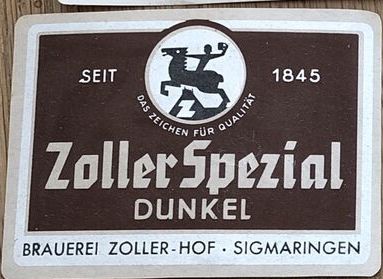 SEIT 1845
Z
DAS ZEICHEN FÜR QUALITÄT
Zoller Spezial
DUNKEL
BRAUEREI ZOLLER-HOF · SIGMARINGEN